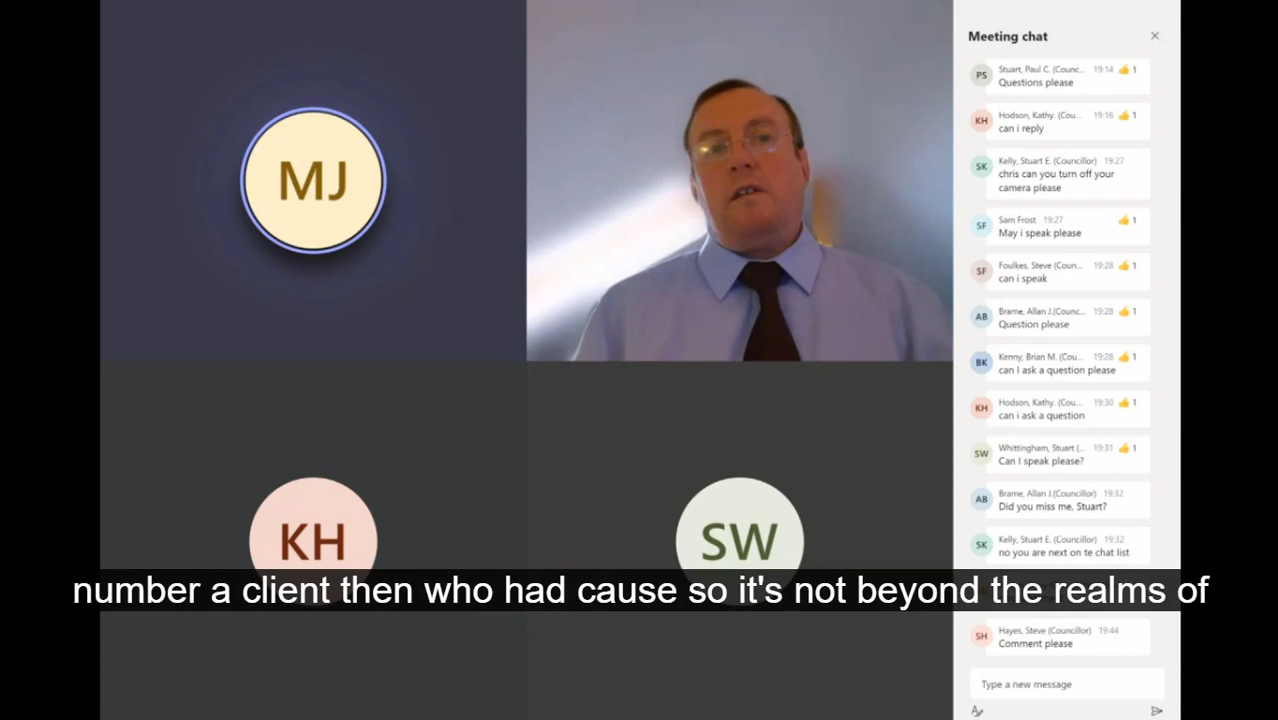 MJ
KH
SW
number a client then who had cause so it's not beyond the realms of
Meeting chat
PS
Stuart, Paul C. (Counc... 19:14 👍 1
Questions please
KH
Hodson, Kathy. (Cou... 19:16 👍 1
can i reply
SK
Kelly, Stuart E. (Councillor) 19:27
chris can you turn off your
camera please
SF
Sam Frost 19:27 👍 1
May i speak please
SF
Foulkes, Steve (Coun... 19:28 👍 1
can i speak
AB
Brame, Allan J.(Counc... 19:28 👍 1
Question please
BK
Kenny, Brian M. (Cou... 19:28 👍 1
can I ask a question please
KH
Hodson, Kathy. (Cou... 19:30 👍 1
can i ask a question
SW
Whittingham, Stuart (... 19:31 👍 1
Can I speak please?
AB
Brame, Allan J.(Councillor) 19:32
Did you miss me, Stuart?
SK
Kelly, Stuart E. (Councillor) 19:32
no you are next on te chat list
SH
Hayes, Steve (Councillor) 19:44
Comment please
Type a new message